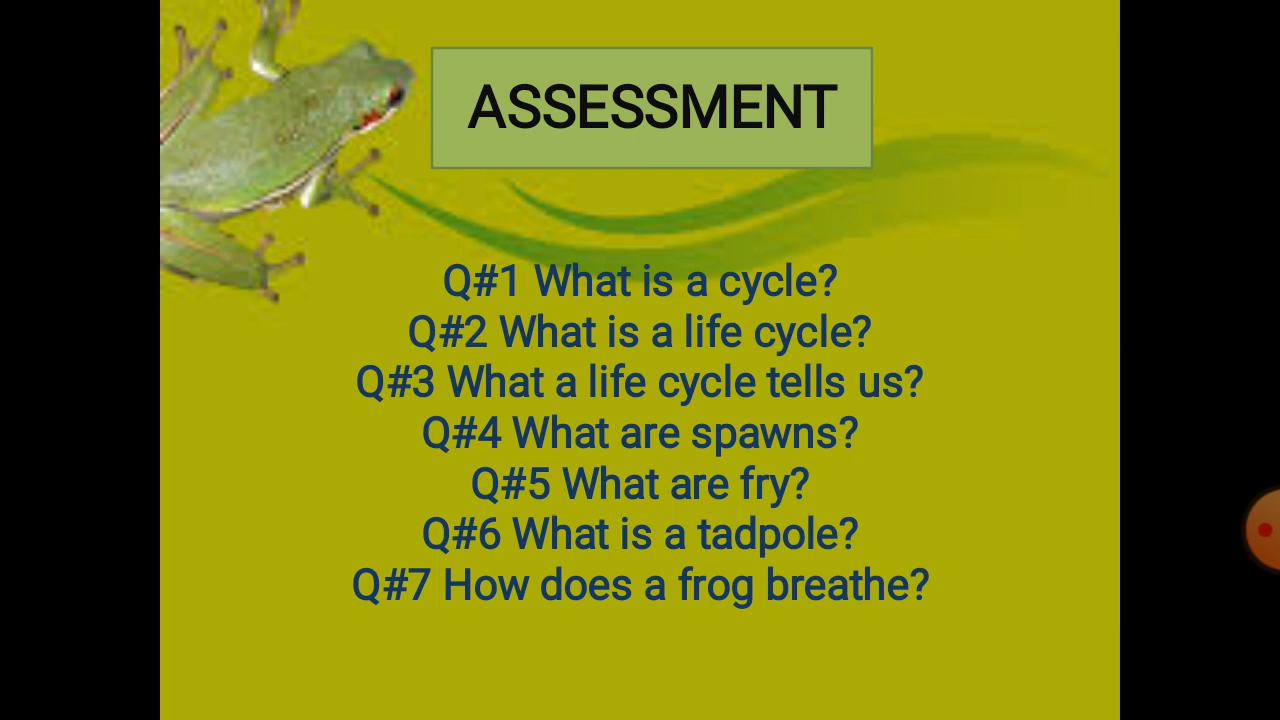 ASSESSMENT
Q#1 What is a cycle?
Q#2 What is a life cycle?
Q#3 What a life cycle tells us?
Q#4 What are spawns?
Q#5 What are fry?
Q#6 What is a tadpole?
Q#7 How does a frog breathe?